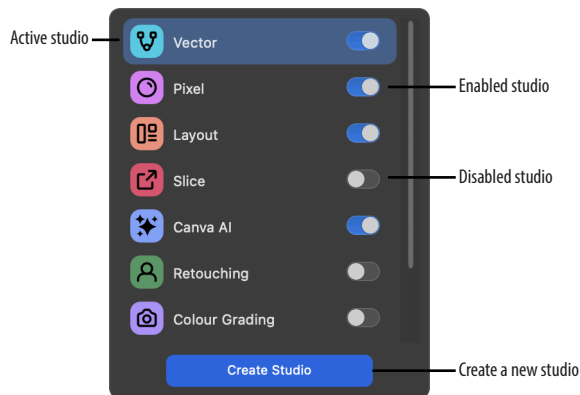 Active studio
Vector
Pixel
Enabled studio
Layout
Slice
Disabled studio
Canva AI
Retouching
Colour Grading
Create Studio
Create a new studio